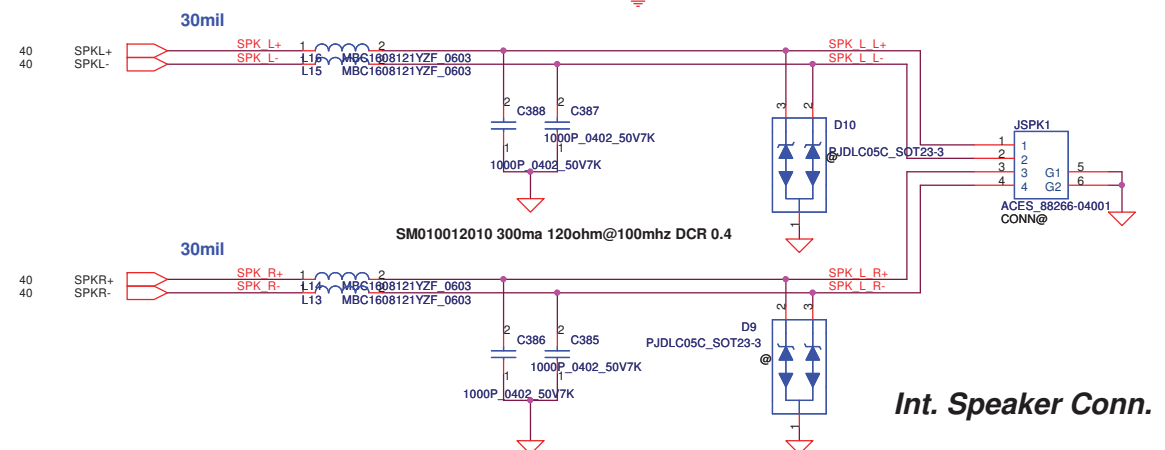 30mil
40 SPKL+ SPK_L+ 1 2 SPK_L_L+
40 SPKL- SPK_L- SPK_L_L-
L16 MBC1608121YZF_0603
L15 MBC1608121YZF_0603
2 C388 2 C387
1000P_0402_50V7K
1
1000P_0402_50V7K
1
3 2
D10
PJDLC05C_SOT23-3
@
1
JSPK1
1 1
2 2
3 3 G1 5
4 4 G2 6
ACES_88266-04001
CONN@
SM010012010 300ma 120ohm@100mhz DCR 0.4
30mil
40 SPKR+ SPK_R+ 1 2 SPK_L_R+
40 SPKR- SPK_R- SPK_L_R-
L14 MBC1608121YZF_0603
L13 MBC1608121YZF_0603
2 C386 2 C385
1000P_0402_50V7K
1
1000P_0402_50V7K
1
2 3
D9
PJDLC05C_SOT23-3
@
1
Int. Speaker Conn.